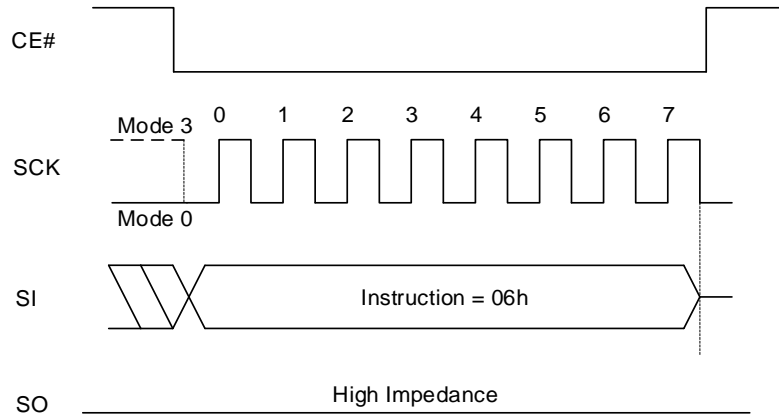 CE#
0 1 2 3 4 5 6 7
Mode 3
SCK
Mode 0
SI
Instruction = 06h
High Impedance
SO